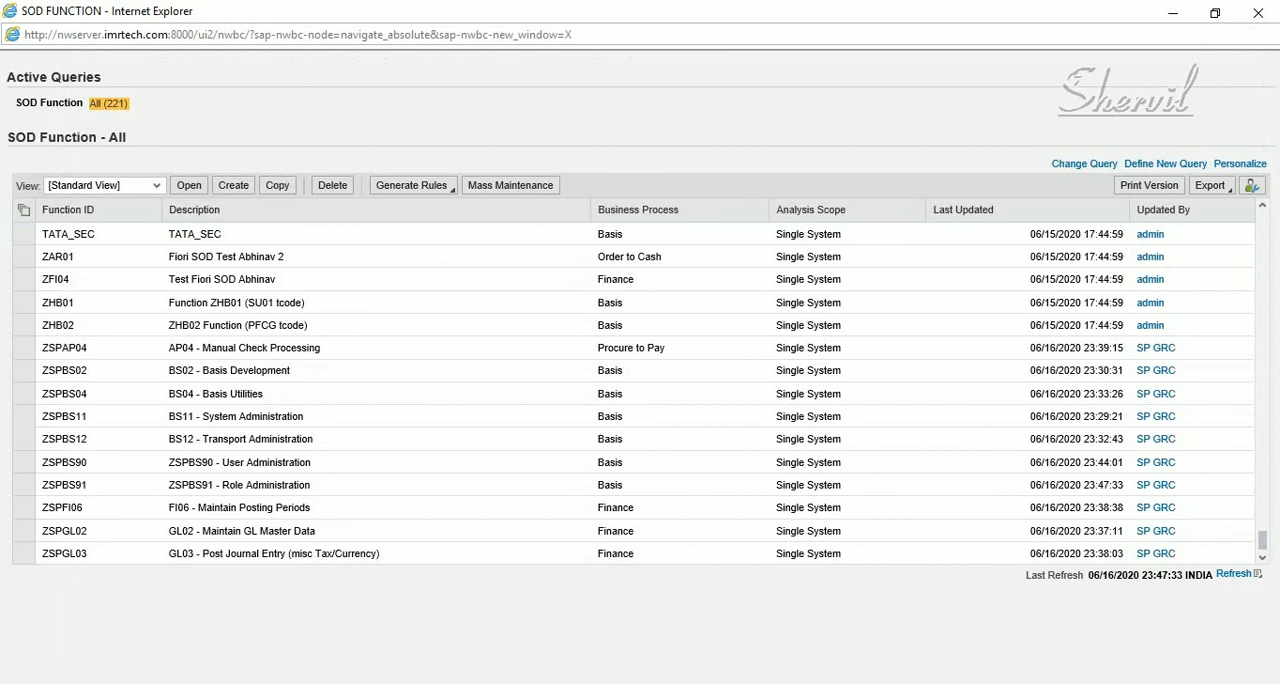 SOD FUNCTION - Internet Explorer
http://nwserver.imrtech.com:8000/ui2/nwbc/?sap-nwbc-node=navigate_absolute&sap-nwbc-new_window=X
Active Queries
Shervil
SOD Function All (221)
SOD Function - All
Change Query Define New Query Personalize
View: [Standard View] Open Create Copy Delete Generate Rules Mass Maintenance Print Version Export
Function ID Description Business Process Analysis Scope Last Updated Updated By
TATA_SEC TATA_SEC Basis Single System 06/15/2020 17:44:59 admin
ZAR01 Fiori SOD Test Abhinav 2 Order to Cash Single System 06/15/2020 17:44:59 admin
ZFI04 Test Fiori SOD Abhinav Finance Single System 06/15/2020 17:44:59 admin
ZHB01 Function ZHB01 (SU01 tcode) Basis Single System 06/15/2020 17:44:59 admin
ZHB02 ZHB02 Function (PFCG tcode) Basis Single System 06/15/2020 17:44:59 admin
ZSPAP04 AP04 - Manual Check Processing Procure to Pay Single System 06/16/2020 23:39:15 SP GRC
ZSPBS02 BS02 - Basis Development Basis Single System 06/16/2020 23:30:31 SP GRC
ZSPBS04 BS04 - Basis Utilities Basis Single System 06/16/2020 23:33:26 SP GRC
ZSPBS11 BS11 - System Administration Basis Single System 06/16/2020 23:29:21 SP GRC
ZSPBS12 BS12 - Transport Administration Basis Single System 06/16/2020 23:32:43 SP GRC
ZSPBS90 ZSPBS90 - User Administration Basis Single System 06/16/2020 23:44:01 SP GRC
ZSPBS91 ZSPBS91 - Role Administration Basis Single System 06/16/2020 23:47:33 SP GRC
ZSPFI06 FI06 - Maintain Posting Periods Finance Single System 06/16/2020 23:38:38 SP GRC
ZSPGL02 GL02 - Maintain GL Master Data Finance Single System 06/16/2020 23:37:11 SP GRC
ZSPGL03 GL03 - Post Journal Entry (misc Tax/Currency) Finance Single System 06/16/2020 23:38:03 SP GRC
Last Refresh 06/16/2020 23:47:33 INDIA Refresh